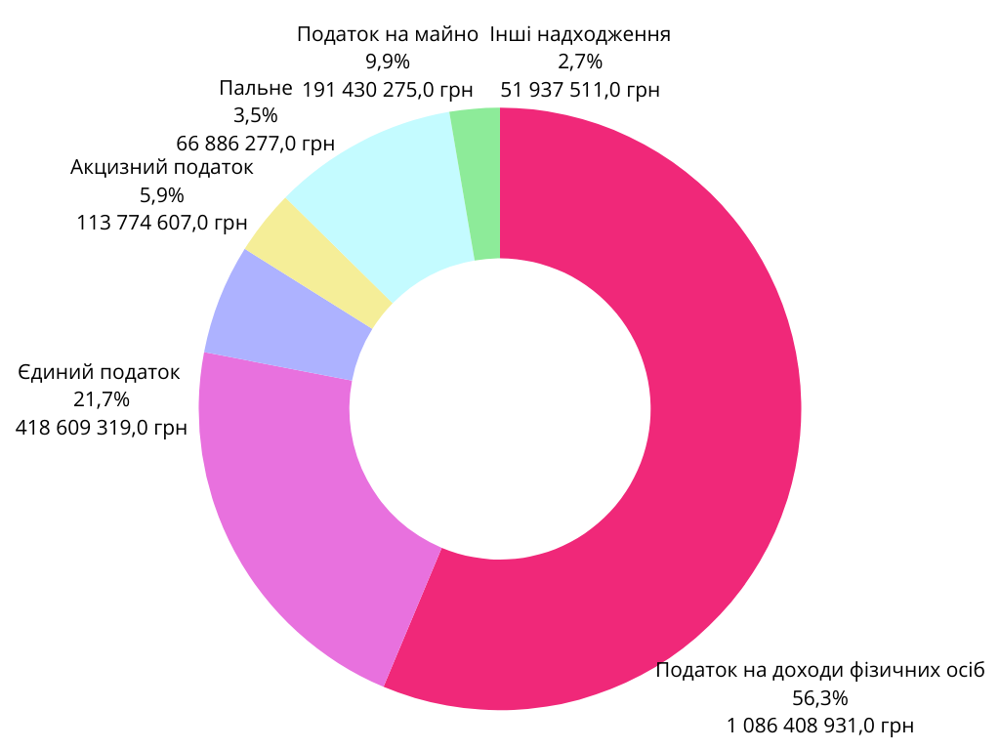 Податок на майно
9,9%
191 430 275,0 грн
Інші надходження
2,7%
51 937 511,0 грн
Пальне
3,5%
66 886 277,0 грн
Акцизний податок
5,9%
113 774 607,0 грн
Єдиний податок
21,7%
418 609 319,0 грн
Податок на доходи фізичних осіб
56,3%
1 086 408 931,0 грн